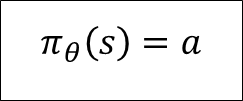 π_θ(s) = a